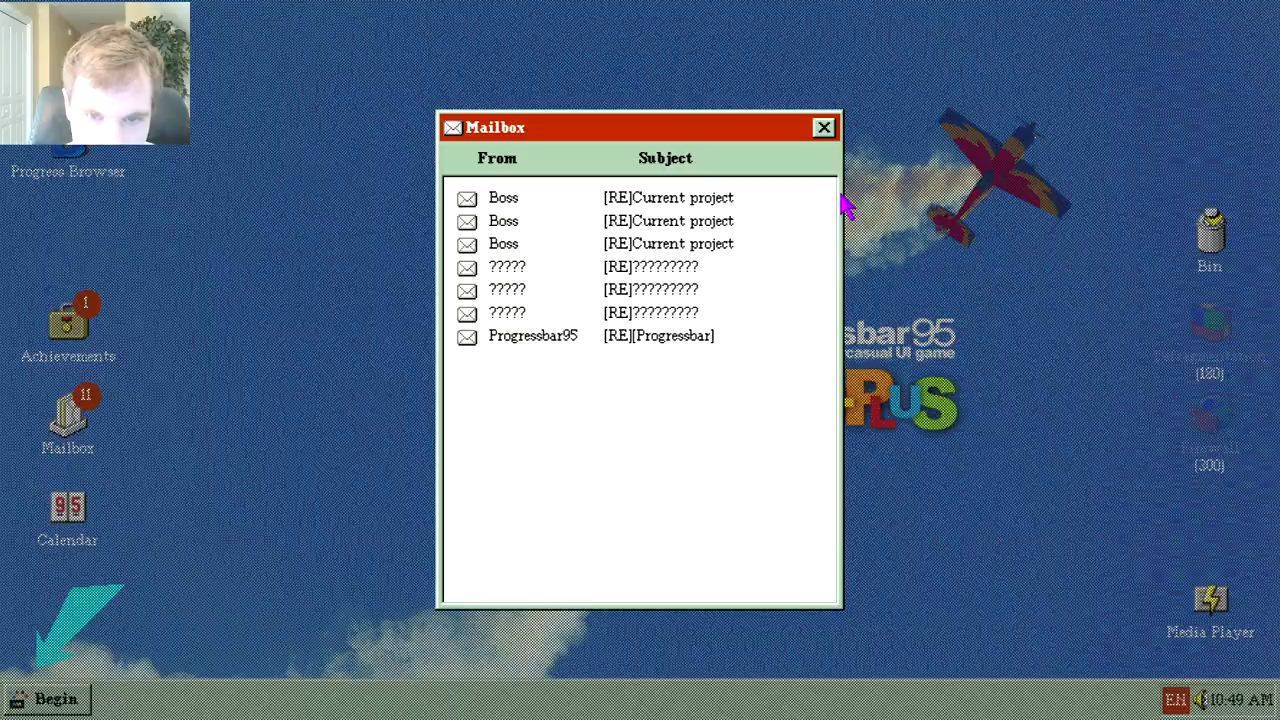 Mailbox
From Subject
Boss [RE]Current project
Boss [RE]Current project
Boss [RE]Current project
????? [RE]?????????
????? [RE]?????????
????? [RE]?????????
Progressbar95 [RE][Progressbar]
Progress Browser
1
Achievements
11
Mailbox
95
Calendar
Begin
sbar95
casual UI game
PLUS
Bin
(120)
(300)
Media Player
EN 10:49 AM